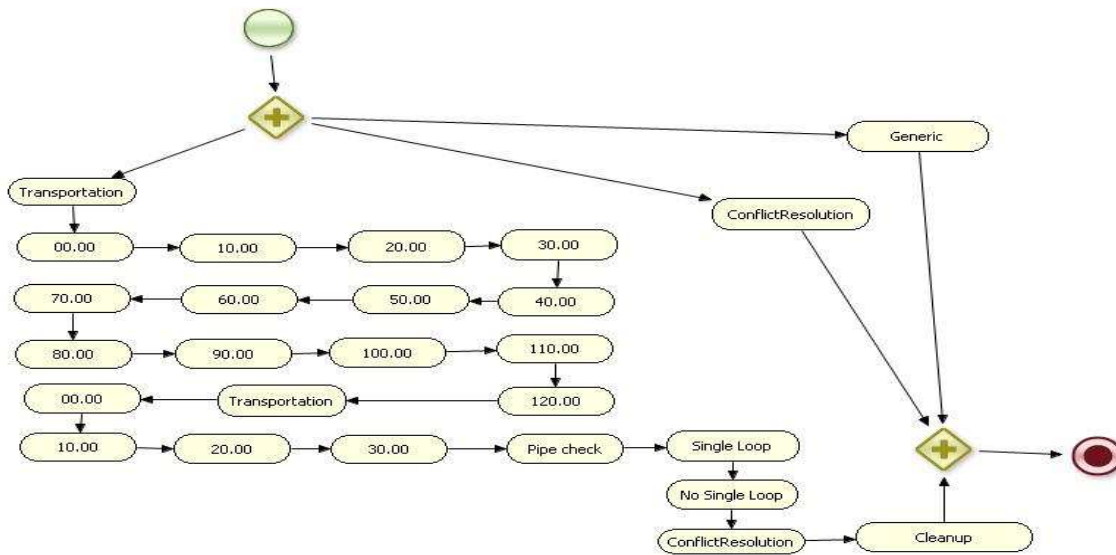 Generic
Transportation
ConflictResolution
00.00
10.00
20.00
30.00
70.00
60.00
50.00
40.00
80.00
90.00
100.00
110.00
00.00
Transportation
120.00
10.00
20.00
30.00
Pipe check
Single Loop
No Single Loop
ConflictResolution
Cleanup